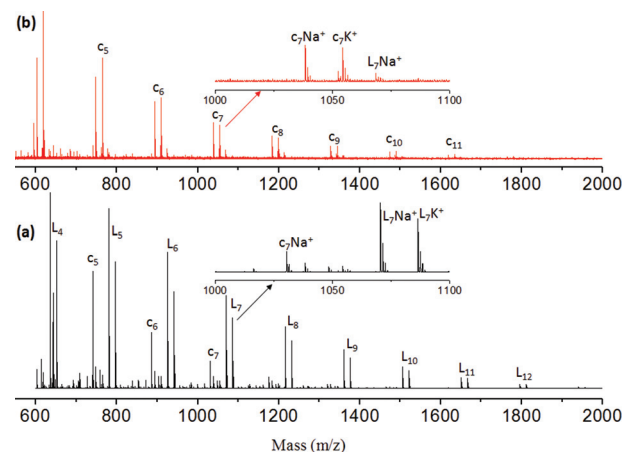 (b)
c₇Na⁺ c₇K⁺
L₇Na⁺
1000 1050 1100
c₅
c₆
c₇
c₈
c₉
c₁₀
c₁₁
600 800 1000 1200 1400 1600 1800 2000
(a)
L₇Na⁺ L₇K⁺
c₇Na⁺
1000 1050 1100
L₄
c₅
L₅
c₆
L₆
c₇
L₇
L₈
L₉
L₁₀
L₁₁
L₁₂
600 800 1000 1200 1400 1600 1800 2000
Mass (m/z)